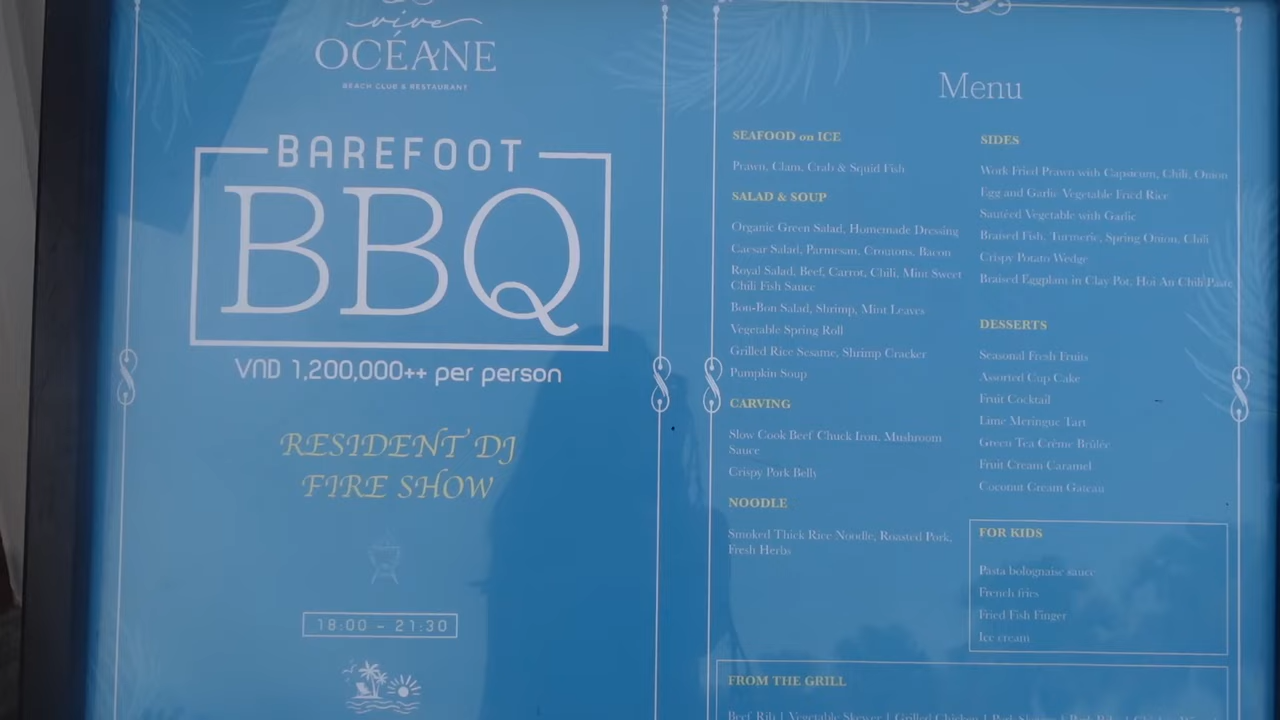 vive
OCÉANE
BEACH CLUB & RESTAURANT
BAREFOOT
BBQ
VND 1,200,000++ per person
RESIDENT DJ
FIRE SHOW
18:00 - 21:30
Menu
SEAFOOD on ICE
Prawn, Clam, Crab & Squid Fish
SALAD & SOUP
Organic Green Salad, Homemade Dressing
Caesar Salad, Parmesan, Croutons, Bacon
Royal Salad, Beef, Carrot, Chili, Mint Sweet
Chili Fish Sauce
Bon-Bon Salad, Shrimp, Mint Leaves
Vegetable Spring Roll
Grilled Rice Sesame, Shrimp Cracker
Pumpkin Soup
CARVING
Slow Cook Beef Chuck Iron, Mushroom
Sauce
Crispy Pork Belly
NOODLE
Smoked Thick Rice Noodle, Roasted Pork,
Fresh Herbs
SIDES
Work Fried Prawn with Capsicum, Chili, Onion
Egg and Garlic Vegetable Fried Rice
Sautéed Vegetable with Garlic
Braised Fish, Turmeric, Spring Onion, Chili
Crispy Potato Wedge
Braised Eggplant in Clay Pot, Hoi An Chili Paste
DESSERTS
Seasonal Fresh Fruits
Assorted Cup Cake
Fruit Cocktail
Lime Meringue Tart
Green Tea Crème Brûlée
Fruit Cream Caramel
Coconut Cream Gateau
FOR KIDS
Pasta bolognaise sauce
French fries
Fried Fish Finger
Ice cream
FROM THE GRILL
Beef Rib | Vegetable Skewer | Grilled Chicken |